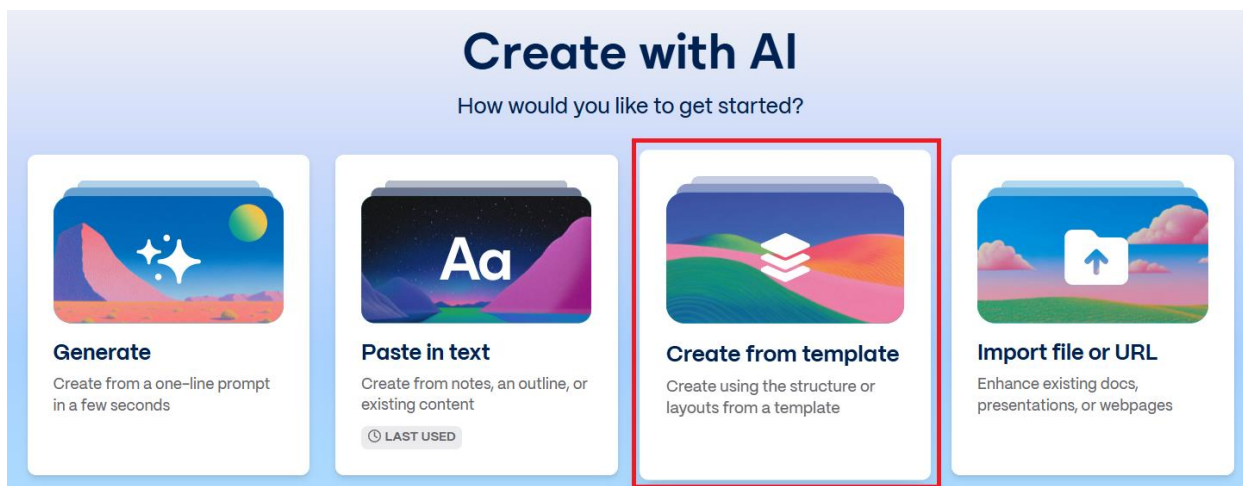 Create with AI
How would you like to get started?
Aa
Generate
Create from a one-line prompt
in a few seconds
Paste in text
Create from notes, an outline, or
existing content
LAST USED
Create from template
Create using the structure or
layouts from a template
Import file or URL
Enhance existing docs,
presentations, or webpages